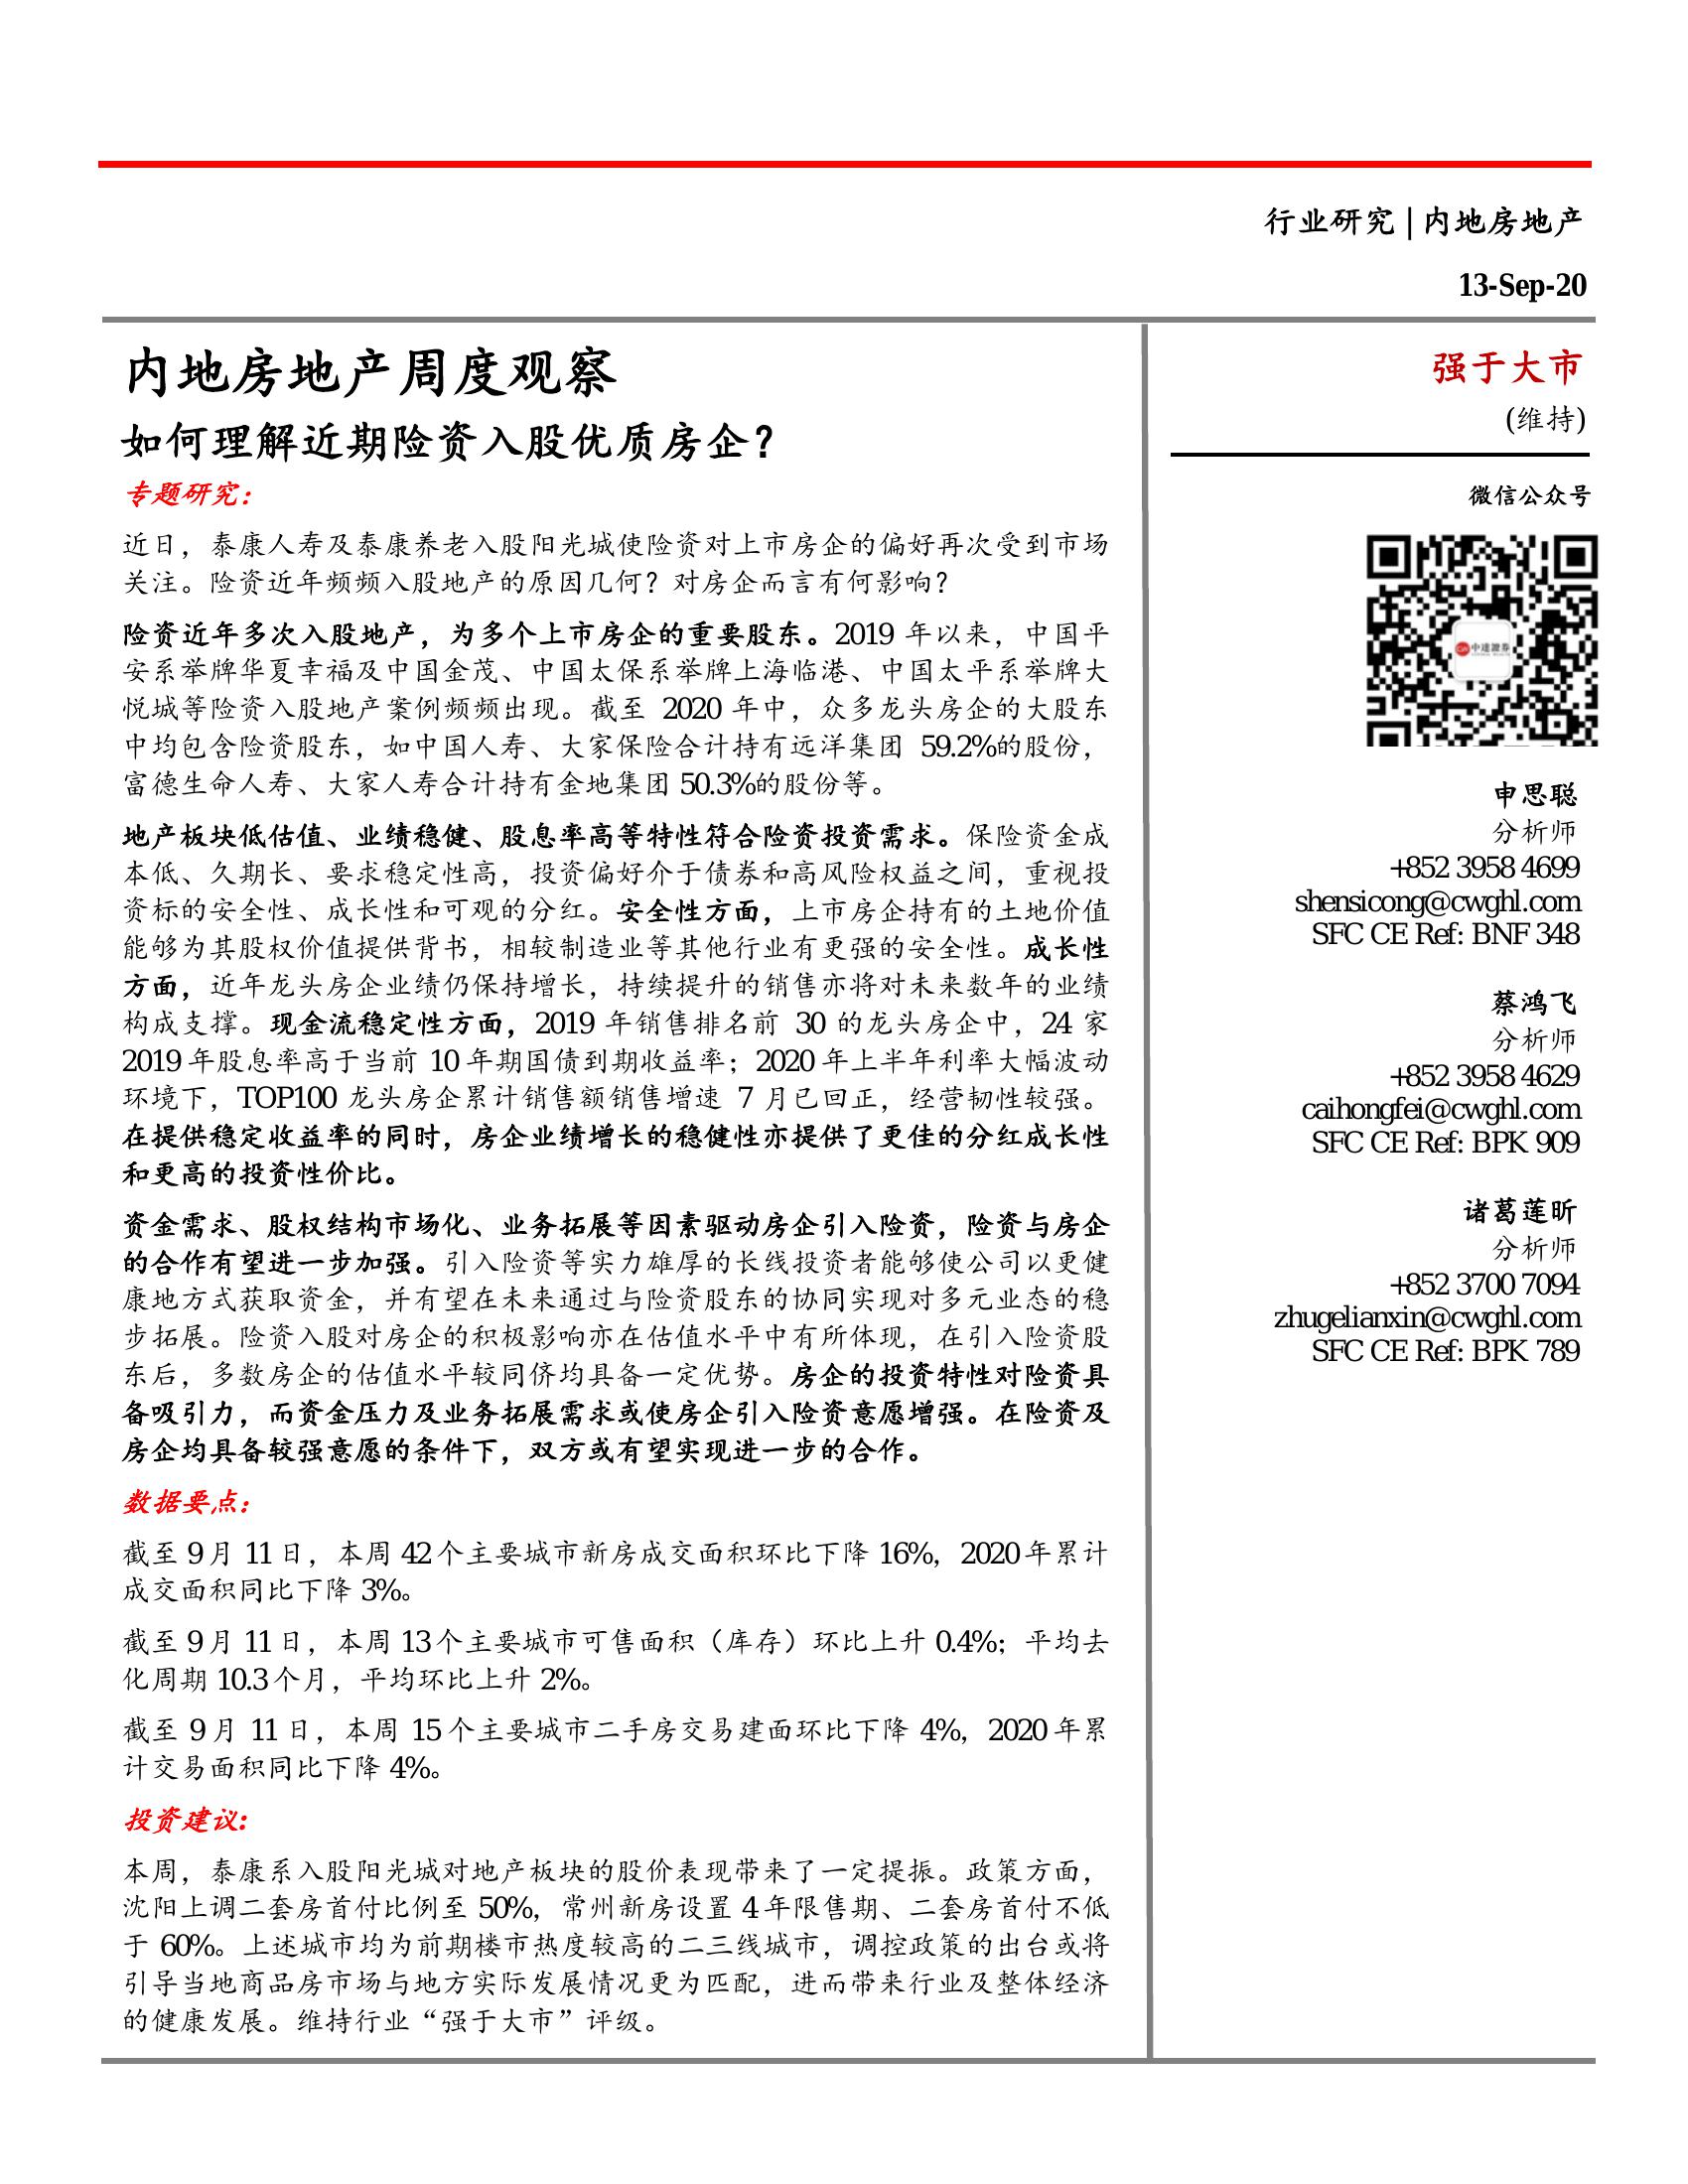 行业研究|内地房地产
13-Sep-20
内地房地产周度观察
如何理解近期险资入股优质房企？
专题研究：
近日，泰康人寿及泰康养老入股阳光城使险资对上市房企的偏好再次受到市场
关注。险资近年频频入股地产的原因几何？对房企而言有何影响？
险资近年多次入股地产，为多个上市房企的重要股东。2019 年以来，中国平
安系举牌华夏幸福及中国金茂、中国太保系举牌上海临港、中国太平系举牌大
悦城等险资入股地产案例频频出现。截至 2020 年中，众多龙头房企的大股东
中均包含险资股东，如中国人寿、大家保险合计持有远洋集团 59.2%的股份，
富德生命人寿、大家人寿合计持有金地集团 50.3%的股份等。
地产板块低估值、业绩稳健、股息率高等特性符合险资投资需求。保险资金成
本低、久期长、要求稳定性高，投资偏好介于债券和高风险权益之间，重视投
资标的安全性、成长性和可观的分红。安全性方面，上市房企持有的土地价值
能够为其股权价值提供背书，相较制造业等其他行业有更强的安全性。成长性
方面，近年龙头房企业绩仍保持增长，持续提升的销售亦将对未来数年的业绩
构成支撑。现金流稳定性方面，2019 年销售排名前 30 的龙头房企中，24 家
2019 年股息率高于当前 10 年期国债到期收益率；2020 年上半年利率大幅波动
环境下，TOP100 龙头房企累计销售额销售增速 7 月已回正，经营韧性较强。
在提供稳定收益率的同时，房企业绩增长的稳健性亦提供了更佳的分红成长性
和更高的投资性价比。
资金需求、股权结构市场化、业务拓展等因素驱动房企引入险资，险资与房企
的合作有望进一步加强。引入险资等实力雄厚的长线投资者能够使公司以更健
康地方式获取资金，并有望在未来通过与险资股东的协同实现对多元业态的稳
步拓展。险资入股对房企的积极影响亦在估值水平中有所体现，在引入险资股
东后，多数房企的估值水平较同侪均具备一定优势。房企的投资特性对险资具
备吸引力，而资金压力及业务拓展需求或使房企引入险资意愿增强。在险资及
房企均具备较强意愿的条件下，双方或有望实现进一步的合作。
数据要点：
截至 9 月 11 日，本周 42 个主要城市新房成交面积环比下降 16%，2020 年累计
成交面积同比下降 3%。
截至 9 月 11 日，本周 13 个主要城市可售面积（库存）环比上升 0.4%；平均去
化周期 10.3 个月，平均环比上升 2%。
截至 9 月 11 日，本周 15 个主要城市二手房交易建面环比下降 4%，2020 年累
计交易面积同比下降 4%。
投资建议：
本周，泰康系入股阳光城对地产板块的股价表现带来了一定提振。政策方面，
沈阳上调二套房首付比例至 50%，常州新房设置 4 年限售期、二套房首付不低
于 60%。上述城市均为前期楼市热度较高的二三线城市，调控政策的出台或将
引导当地商品房市场与地方实际发展情况更为匹配，进而带来行业及整体经济
的健康发展。维持行业“强于大市”评级。
强于大市
(维持)
微信公众号
中達證券
申思聪
分析师
+852 3958 4699
shensicong@cwghl.com
SFC CE Ref: BNF 348
蔡鸿飞
分析师
+852 3958 4629
caihongfei@cwghl.com
SFC CE Ref: BPK 909
诸葛莲昕
分析师
+852 3700 7094
zhugelianxin@cwghl.com
SFC CE Ref: BPK 789